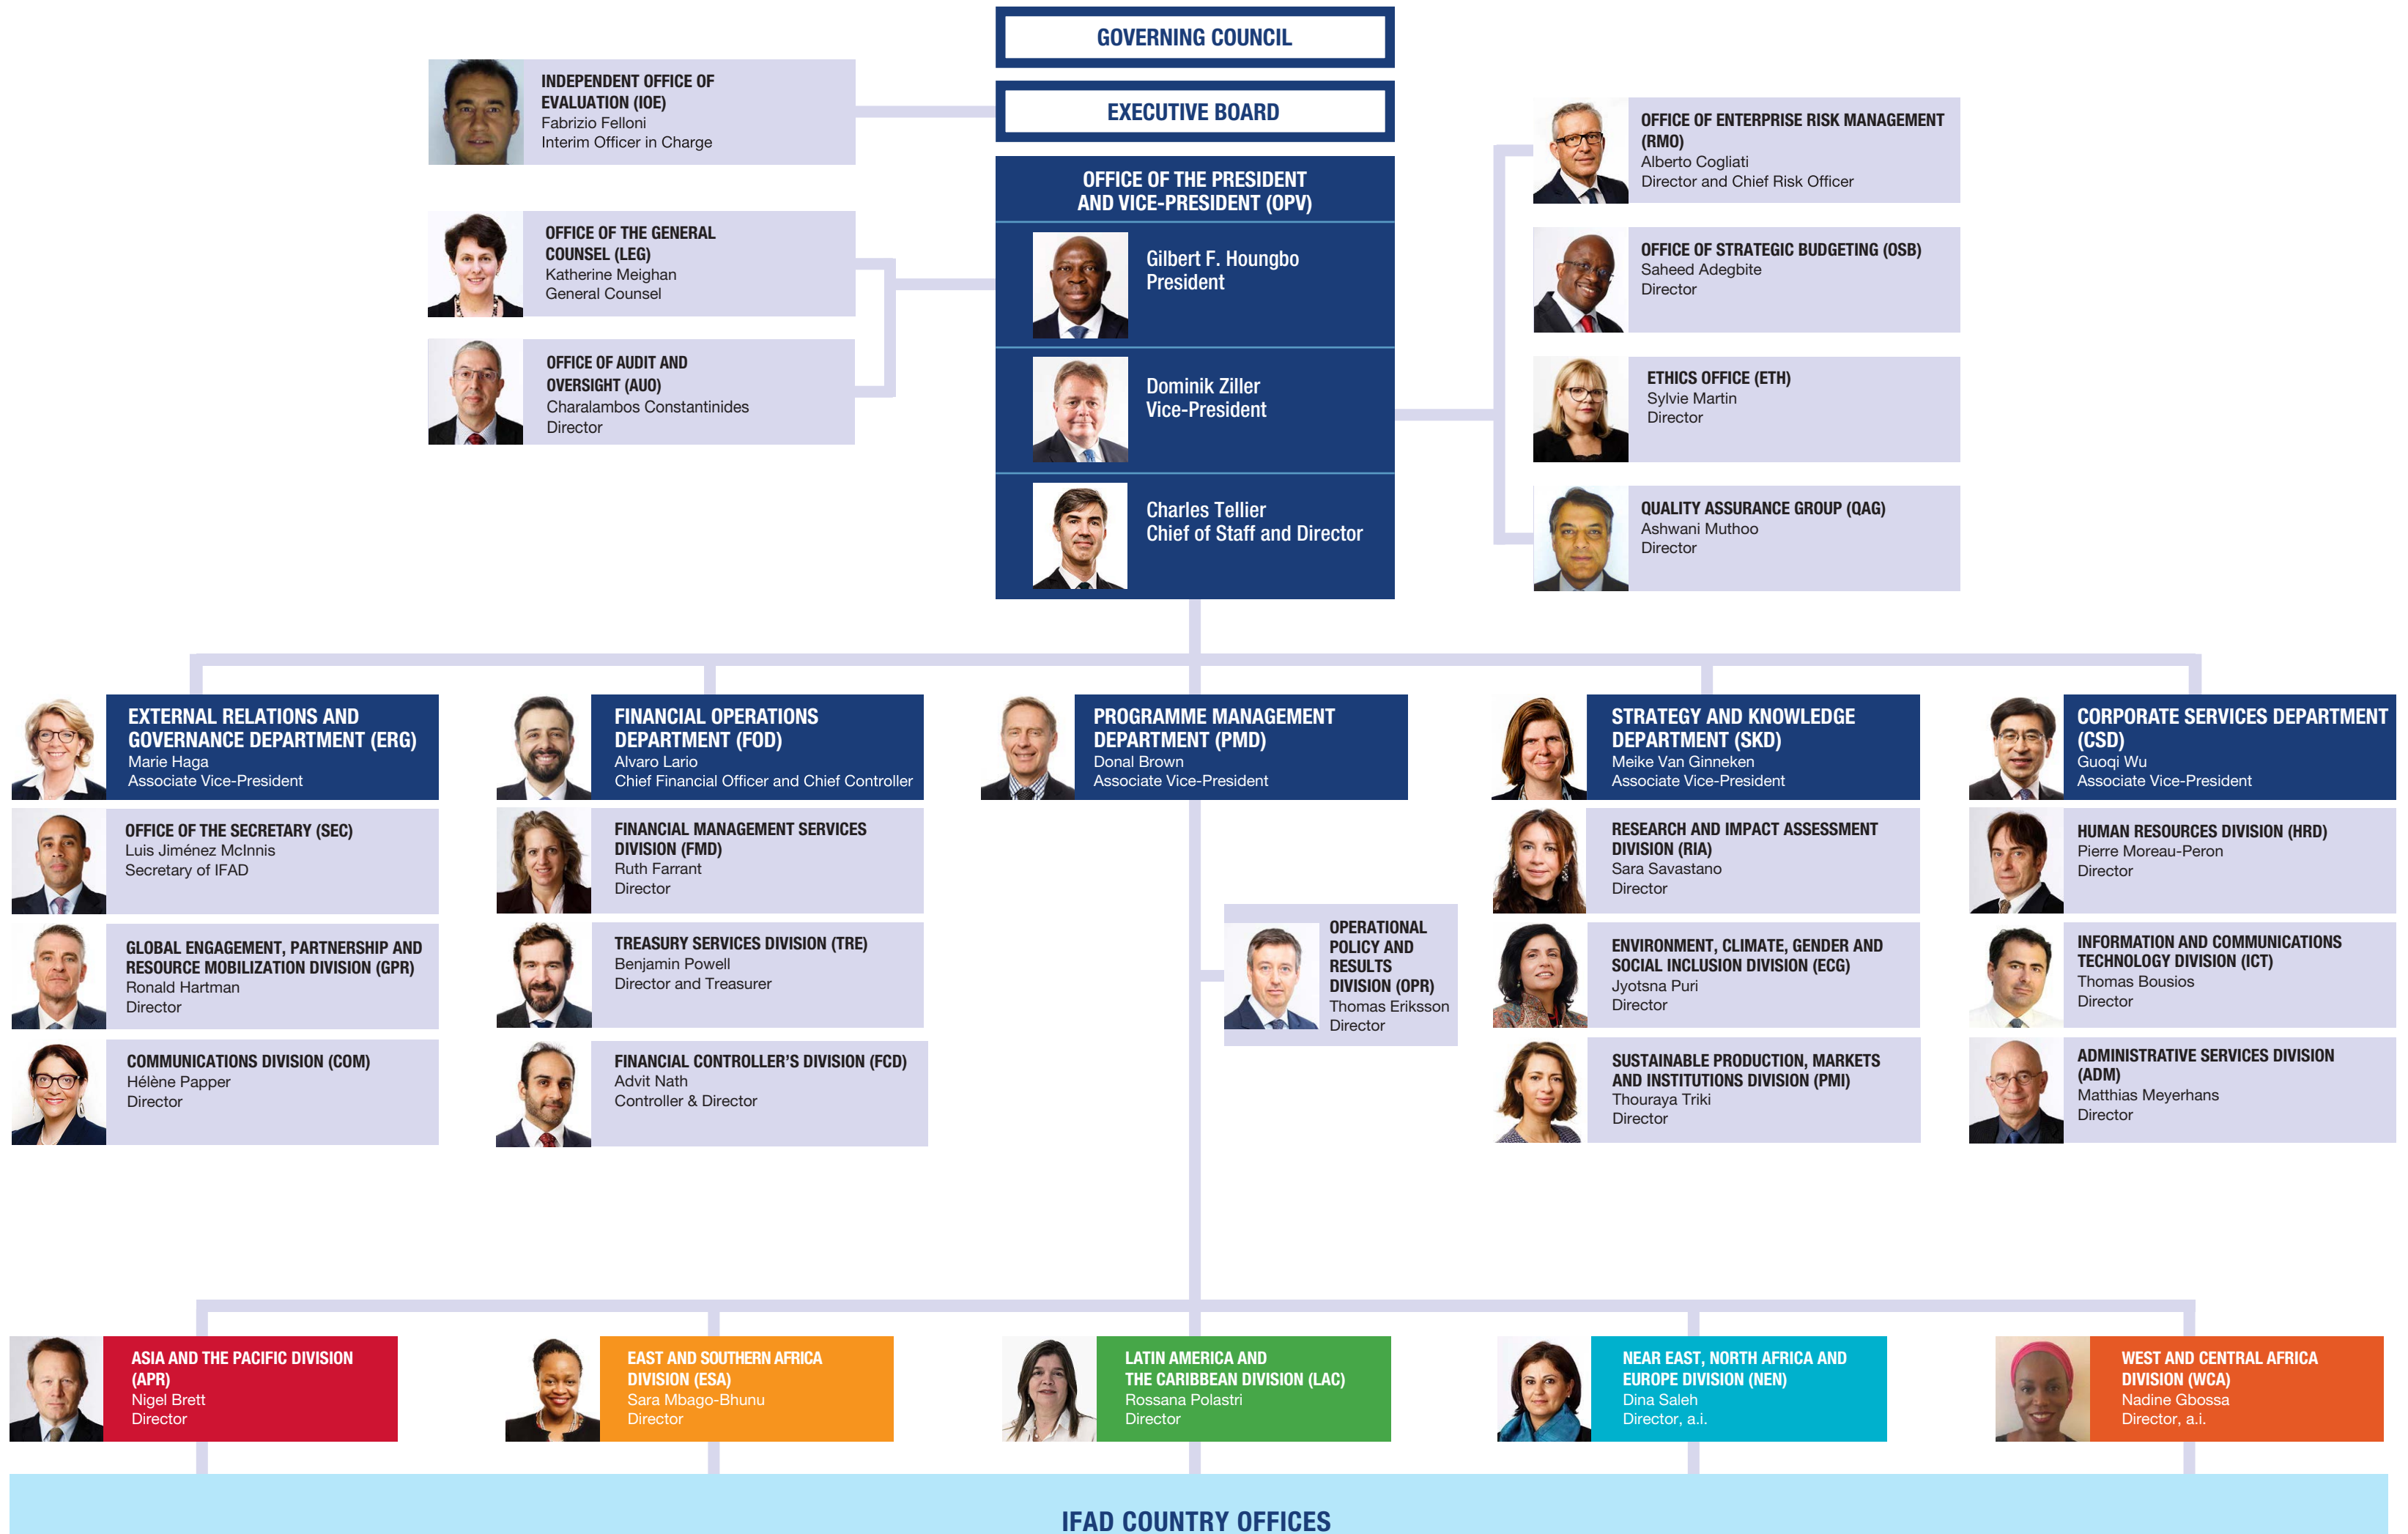 GOVERNING COUNCIL
EXECUTIVE BOARD
INDEPENDENT OFFICE OF
EVALUATION (IOE)
Fabrizio Felloni
Interim Officer in Charge
OFFICE OF THE GENERAL
COUNSEL (LEG)
Katherine Meighan
General Counsel
OFFICE OF AUDIT AND
OVERSIGHT (AUO)
Charalambos Constantinides
Director
OFFICE OF THE PRESIDENT
AND VICE-PRESIDENT (OPV)
Gilbert F. Houngbo
President
Dominik Ziller
Vice-President
Charles Tellier
Chief of Staff and Director
OFFICE OF ENTERPRISE RISK MANAGEMENT
(RMO)
Alberto Cogliati
Director and Chief Risk Officer
OFFICE OF STRATEGIC BUDGETING (OSB)
Saheed Adegbite
Director
ETHICS OFFICE (ETH)
Sylvie Martin
Director
QUALITY ASSURANCE GROUP (QAG)
Ashwani Muthoo
Director
EXTERNAL RELATIONS AND
GOVERNANCE DEPARTMENT (ERG)
Marie Haga
Associate Vice-President
OFFICE OF THE SECRETARY (SEC)
Luis Jiménez McInnis
Secretary of IFAD
GLOBAL ENGAGEMENT, PARTNERSHIP AND
RESOURCE MOBILIZATION DIVISION (GPR)
Ronald Hartman
Director
COMMUNICATIONS DIVISION (COM)
Hélène Papper
Director
FINANCIAL OPERATIONS
DEPARTMENT (FOD)
Alvaro Lario
Chief Financial Officer and Chief Controller
FINANCIAL MANAGEMENT SERVICES
DIVISION (FMD)
Ruth Farrant
Director
TREASURY SERVICES DIVISION (TRE)
Benjamin Powell
Director and Treasurer
FINANCIAL CONTROLLER'S DIVISION (FCD)
Advit Nath
Controller & Director
PROGRAMME MANAGEMENT
DEPARTMENT (PMD)
Donal Brown
Associate Vice-President
OPERATIONAL
POLICY AND
RESULTS
DIVISION (OPR)
Thomas Eriksson
Director
STRATEGY AND KNOWLEDGE
DEPARTMENT (SKD)
Meike Van Ginneken
Associate Vice-President
RESEARCH AND IMPACT ASSESSMENT
DIVISION (RIA)
Sara Savastano
Director
ENVIRONMENT, CLIMATE, GENDER AND
SOCIAL INCLUSION DIVISION (ECG)
Jyotsna Puri
Director
SUSTAINABLE PRODUCTION, MARKETS
AND INSTITUTIONS DIVISION (PMI)
Thouraya Triki
Director
CORPORATE SERVICES DEPARTMENT
(CSD)
Guoqi Wu
Associate Vice-President
HUMAN RESOURCES DIVISION (HRD)
Pierre Moreau-Peron
Director
INFORMATION AND COMMUNICATIONS
TECHNOLOGY DIVISION (ICT)
Thomas Bousios
Director
ADMINISTRATIVE SERVICES DIVISION
(ADM)
Matthias Meyerhans
Director
ASIA AND THE PACIFIC DIVISION
(APR)
Nigel Brett
Director
EAST AND SOUTHERN AFRICA
DIVISION (ESA)
Sara Mbago-Bhunu
Director
LATIN AMERICA AND
THE CARIBBEAN DIVISION (LAC)
Rossana Polastri
Director
NEAR EAST, NORTH AFRICA AND
EUROPE DIVISION (NEN)
Dina Saleh
Director, a.i.
WEST AND CENTRAL AFRICA
DIVISION (WCA)
Nadine Gbossa
Director, a.i.
IFAD COUNTRY OFFICES